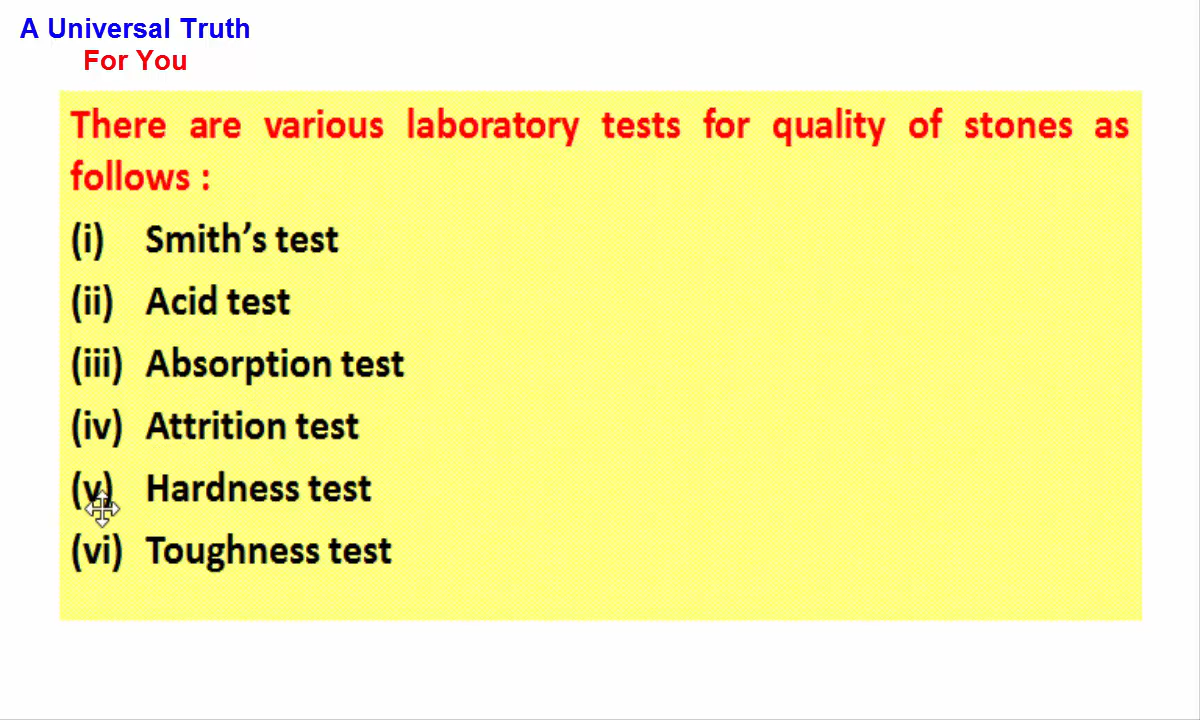 A Universal Truth
For You
There are various laboratory tests for quality of stones as
follows :
(i) Smith’s test
(ii) Acid test
(iii) Absorption test
(iv) Attrition test
(v) Hardness test
(vi) Toughness test